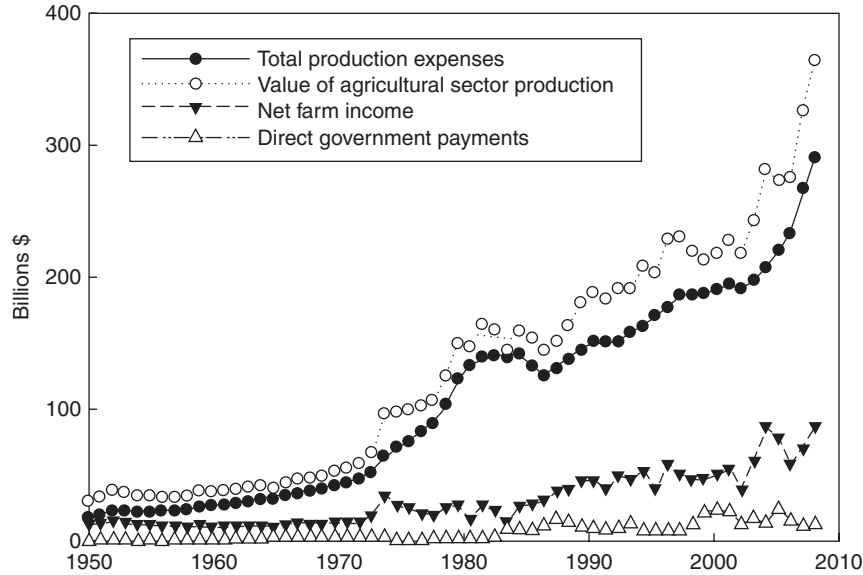 400
300
200
100
0
Billions $
Total production expenses
Value of agricultural sector production
Net farm income
Direct government payments
1950 1960 1970 1980 1990 2000 2010